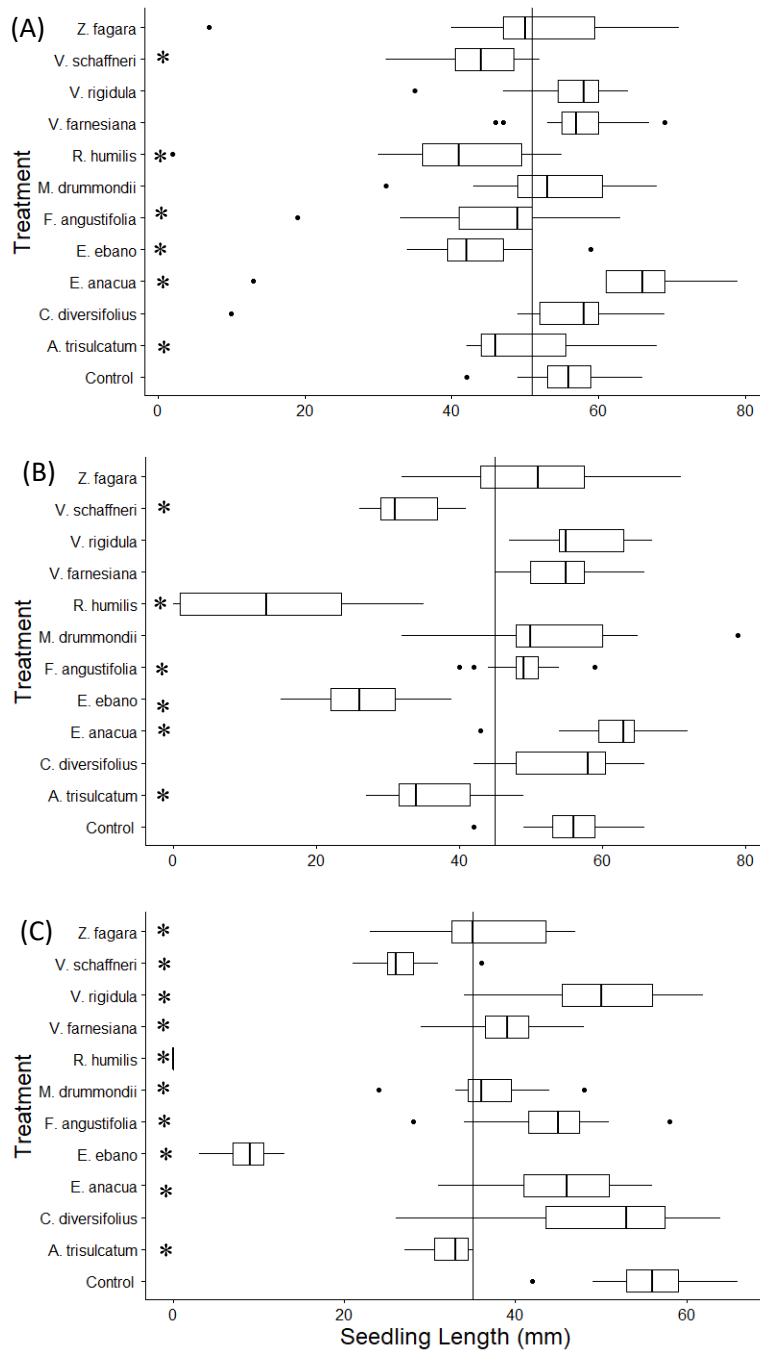 (A)
Treatment
Z. fagara
V. schaffneri *
V. rigidula
V. farnesiana
R. humilis *
M. drummondii
F. angustifolia *
E. ebano *
E. anacua *
C. diversifolius
A. trisulcatum *
Control
0 20 40 60 80
(B)
Treatment
Z. fagara
V. schaffneri *
V. rigidula
V. farnesiana
R. humilis *
M. drummondii
F. angustifolia *
E. ebano *
E. anacua *
C. diversifolius
A. trisulcatum *
Control
0 20 40 60 80
(C)
Treatment
Z. fagara *
V. schaffneri *
V. rigidula *
V. farnesiana *
R. humilis *
M. drummondii *
F. angustifolia *
E. ebano *
E. anacua *
C. diversifolius
A. trisulcatum *
Control
0 20 40 60
Seedling Length (mm)